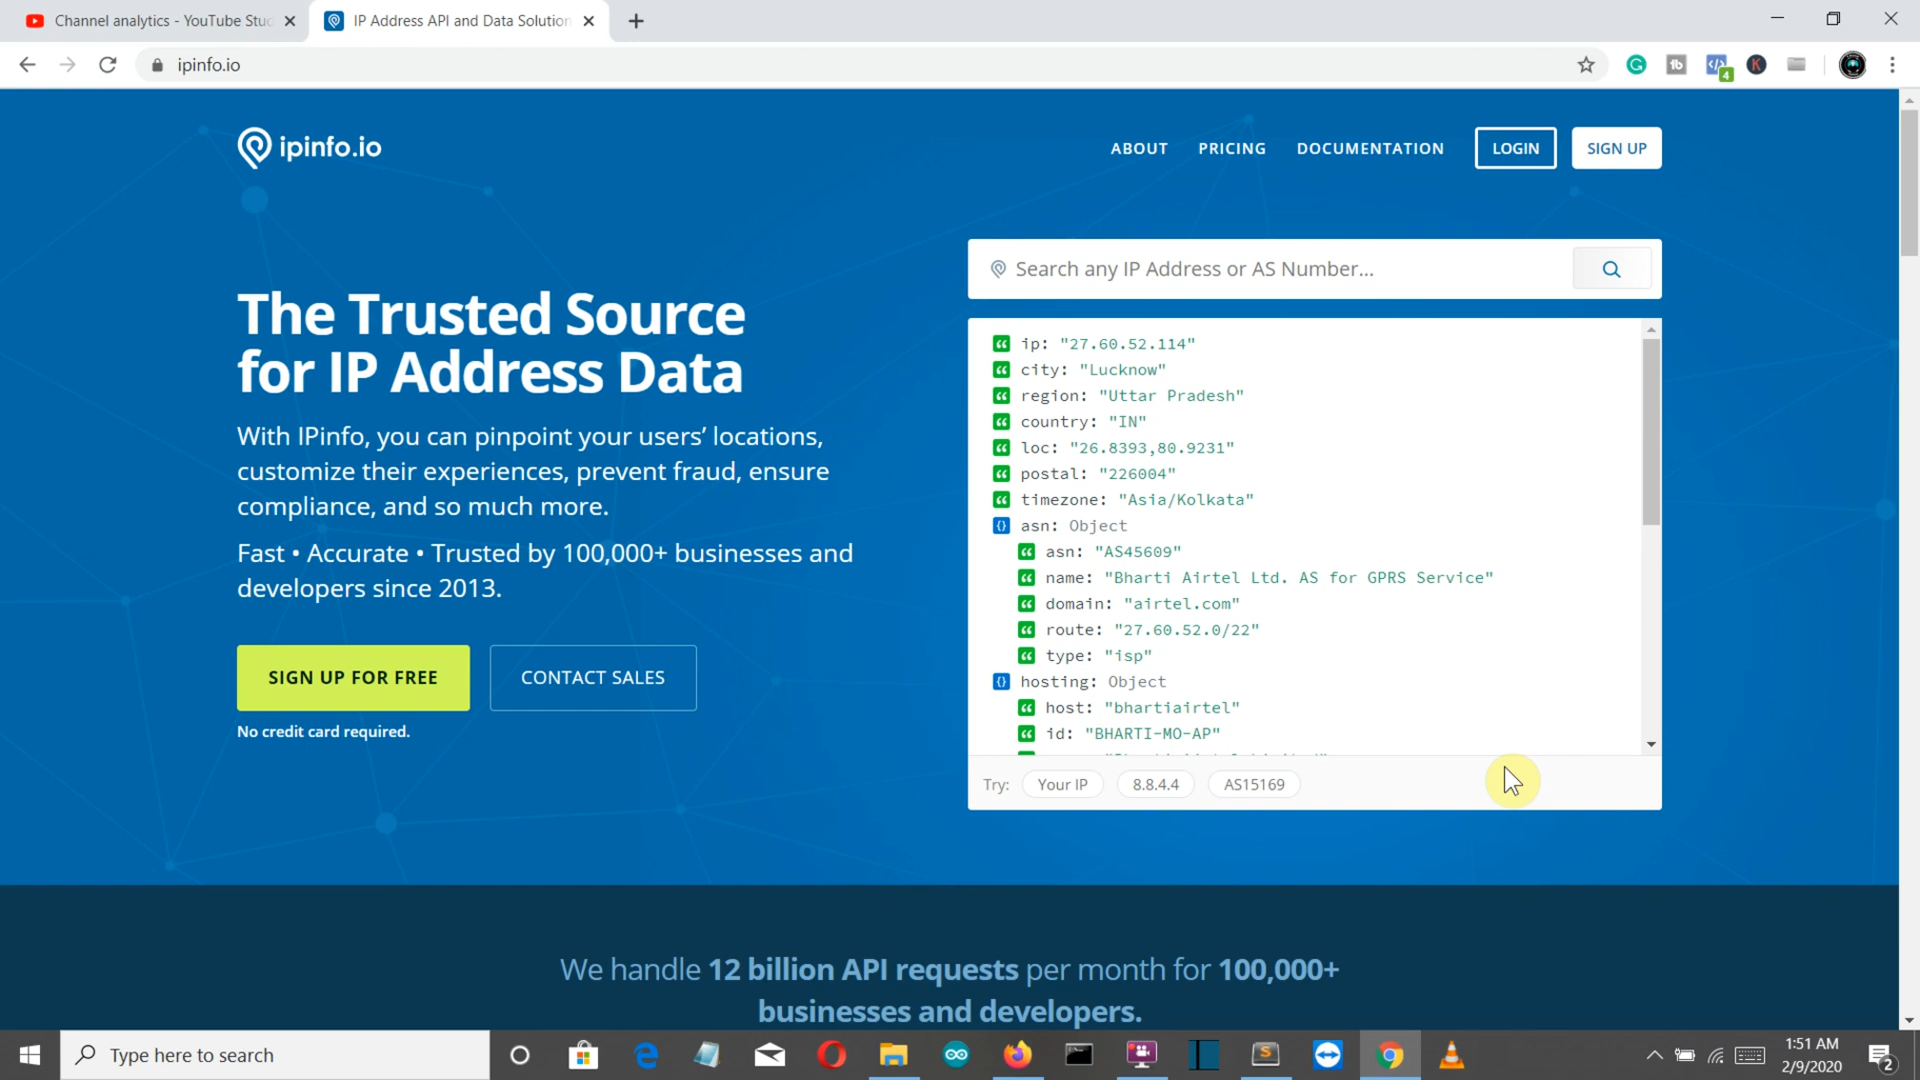 Channel analytics - YouTube Stu
IP Address API and Data Solution
ipinfo.io
4
ipinfo.io
ABOUT
PRICING
DOCUMENTATION
LOGIN
SIGN UP
Search any IP Address or AS Number...
The Trusted Source
for IP Address Data
With IPinfo, you can pinpoint your users’ locations,
customize their experiences, prevent fraud, ensure
compliance, and so much more.
Fast • Accurate • Trusted by 100,000+ businesses and
developers since 2013.
SIGN UP FOR FREE
CONTACT SALES
No credit card required.
ip: "27.60.52.114"
city: "Lucknow"
region: "Uttar Pradesh"
country: "IN"
loc: "26.8393,80.9231"
postal: "226004"
timezone: "Asia/Kolkata"
{} asn: Object
asn: "AS45609"
name: "Bharti Airtel Ltd. AS for GPRS Service"
domain: "airtel.com"
route: "27.60.52.0/22"
type: "isp"
{} hosting: Object
host: "bhartiairtel"
id: "BHARTI-MO-AP"
Try: Your IP 8.8.4.4 AS15169
We handle 12 billion API requests per month for 100,000+
businesses and developers.
Type here to search
1:51 AM
2/9/2020
2